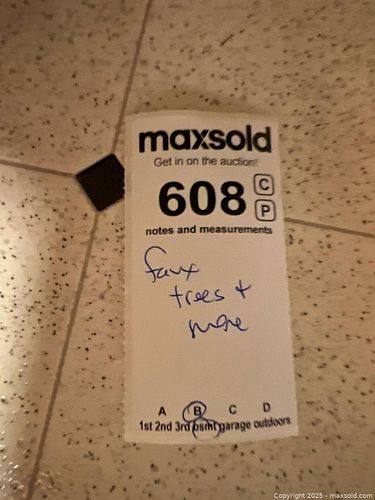 maxsold
Get in on the auction!
608 C
P
notes and measurements
faux
trees +
more
A B C D
1st 2nd 3rd bsmt garage outdoors
Copyright 2025 - maxsold.com